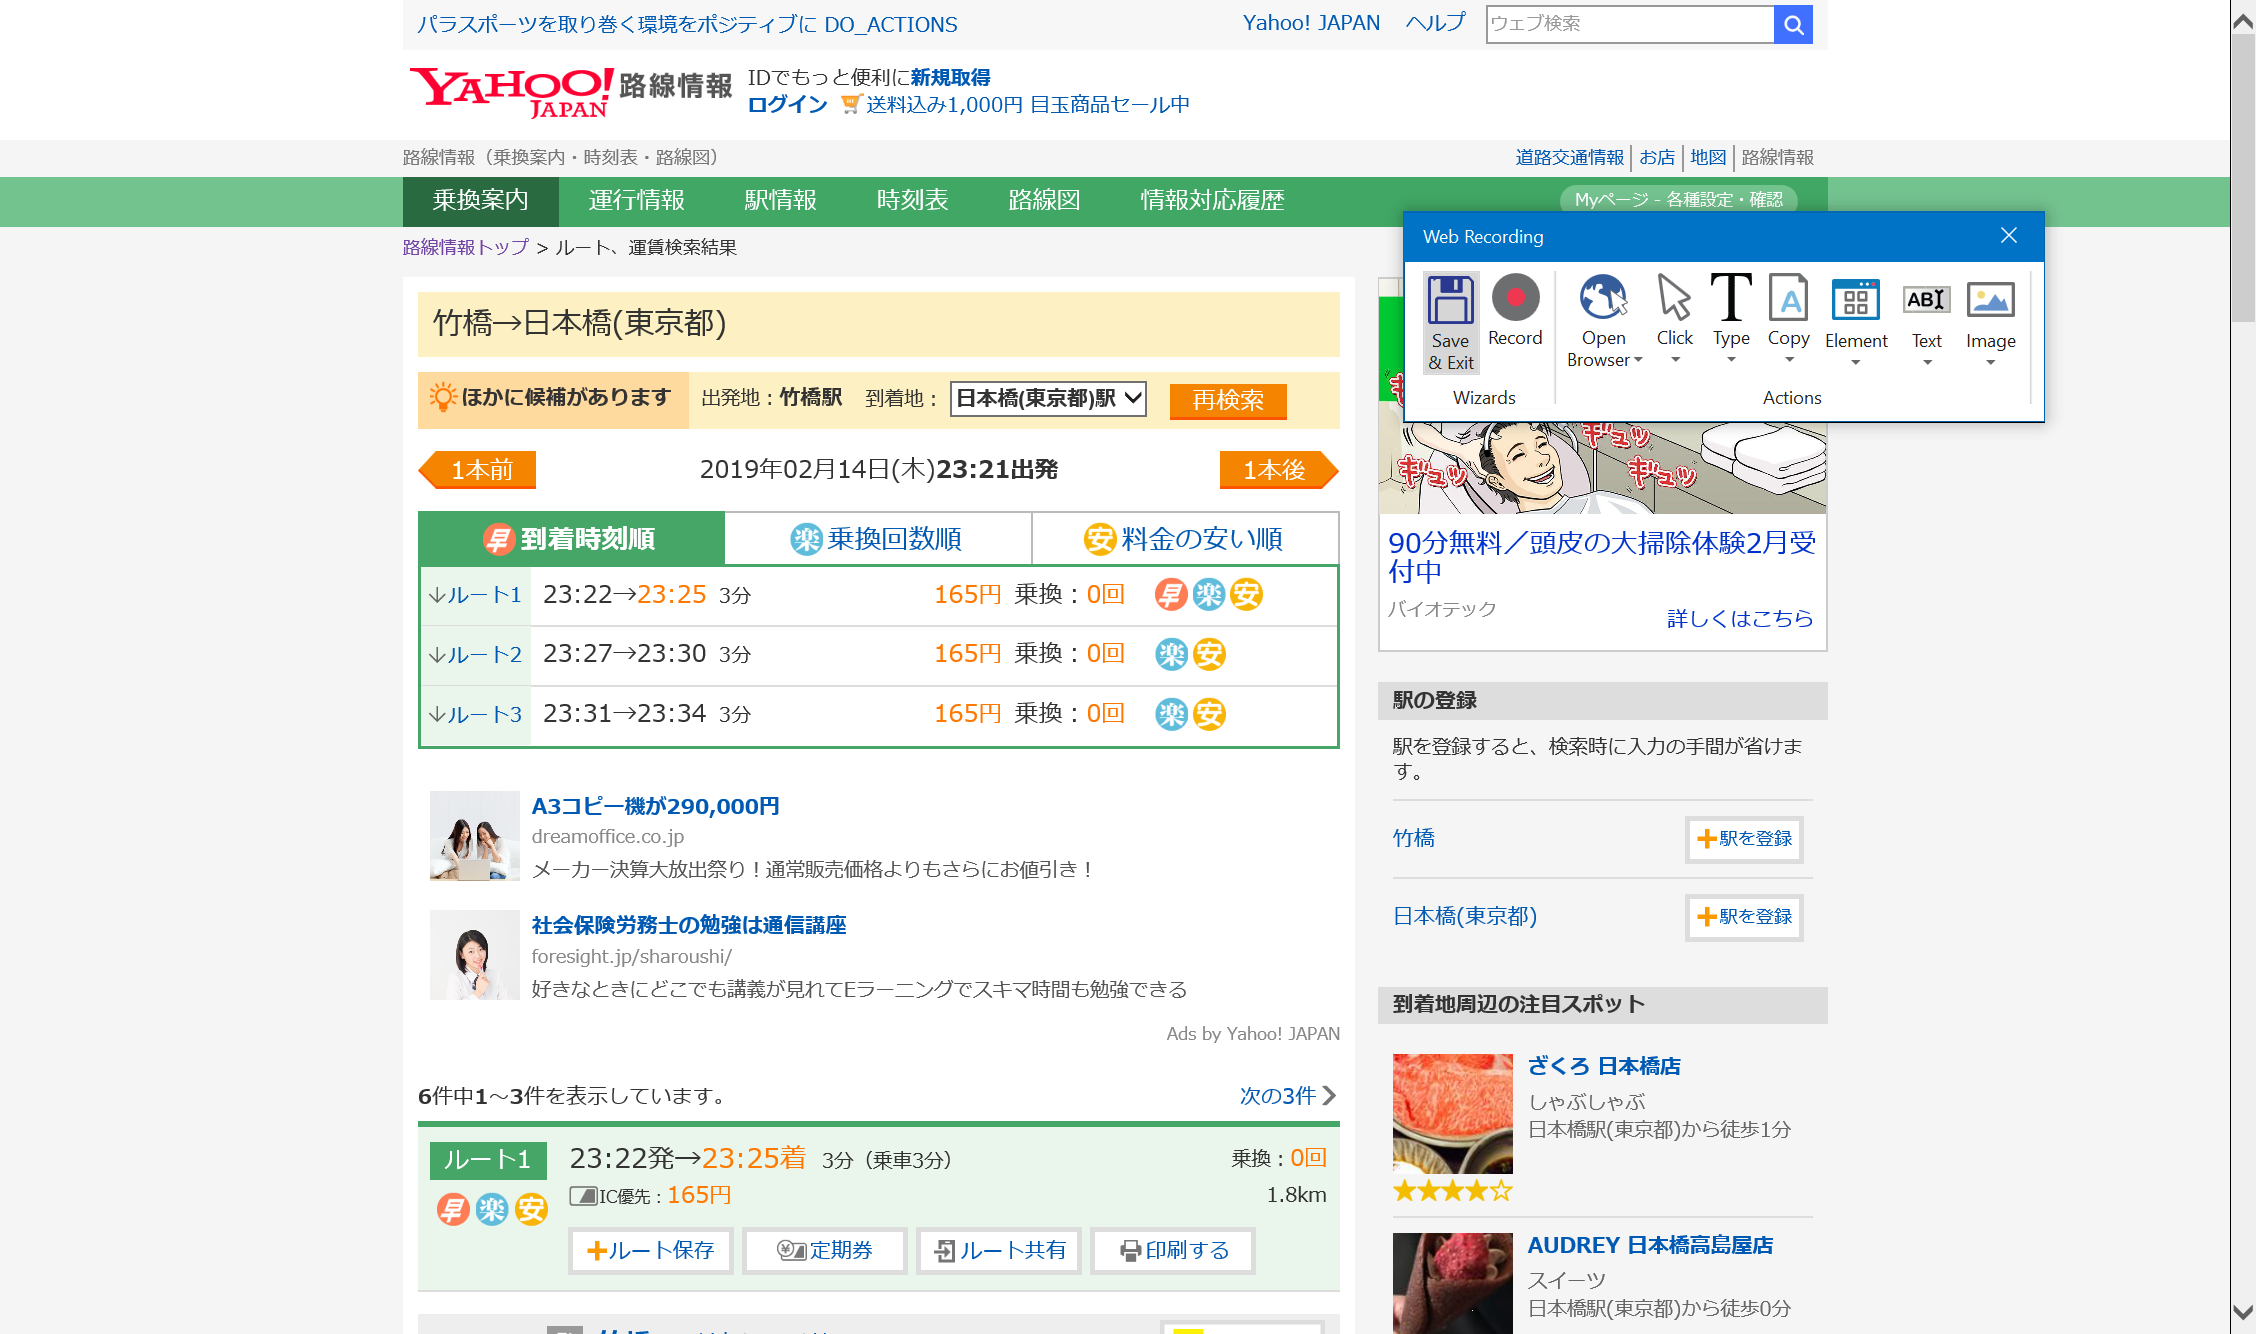 パラスポーツを取り巻く環境をポジティブに DO_ACTIONS
Yahoo! JAPAN ヘルプ ウェブ検索
YAHOO! JAPAN 路線情報
IDでもっと便利に新規取得
ログイン 送料込み1,000円 目玉商品セール中
路線情報（乗換案内・時刻表・路線図）
道路交通情報 お店 地図 路線情報
乗換案内 運行情報 駅情報 時刻表 路線図 情報対応履歴
Myページ - 各種設定・確認
路線情報トップ > ルート、運賃検索結果
Web Recording
Save & Exit
Record
Open Browser
Click
Type
Copy
Element
Text
Image
Wizards
Actions
竹橋→日本橋(東京都)
ほかに候補があります 出発地：竹橋駅 到着地： 日本橋(東京都)駅 再検索
1本前 2019年02月14日(木)23:21出発 1本後
早 到着時刻順 楽 乗換回数順 安 料金の安い順
↓ルート1 23:22→23:25 3分 165円 乗換：0回 早 楽 安
↓ルート2 23:27→23:30 3分 165円 乗換：0回 楽 安
↓ルート3 23:31→23:34 3分 165円 乗換：0回 楽 安
A3コピー機が290,000円
dreamoffice.co.jp
メーカー決算大放出祭り！通常販売価格よりもさらにお値引き！
社会保険労務士の勉強は通信講座
foresight.jp/sharoushi/
好きなときにどこでも講義が見れてEラーニングでスキマ時間も勉強できる
Ads by Yahoo! JAPAN
6件中1～3件を表示しています。
次の3件
ルート1 23:22発→23:25着 3分（乗車3分） 乗換：0回
早 楽 安 IC優先：165円 1.8km
ルート保存 定期券 ルート共有 印刷する
ギュッ
ギュッ
ギュッ
90分無料／頭皮の大掃除体験2月受
付中
バイオテック
詳しくはこちら
駅の登録
駅を登録すると、検索時に入力の手間が省けま
す。
竹橋 駅を登録
日本橋(東京都) 駅を登録
到着地周辺の注目スポット
ざくろ 日本橋店
しゃぶしゃぶ
日本橋駅(東京都)から徒歩1分
★★★★☆
AUDREY 日本橋高島屋店
スイーツ
日本橋駅(東京都)から徒歩0分